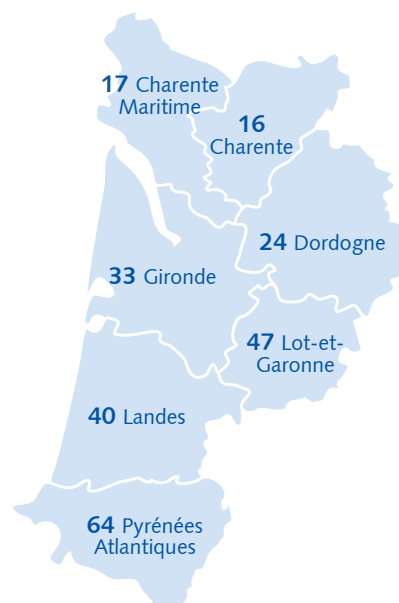 17 Charente
Maritime
16
Charente
24 Dordogne
33 Gironde
47 Lot-et-
Garonne
40 Landes
64 Pyrénées
Atlantiques